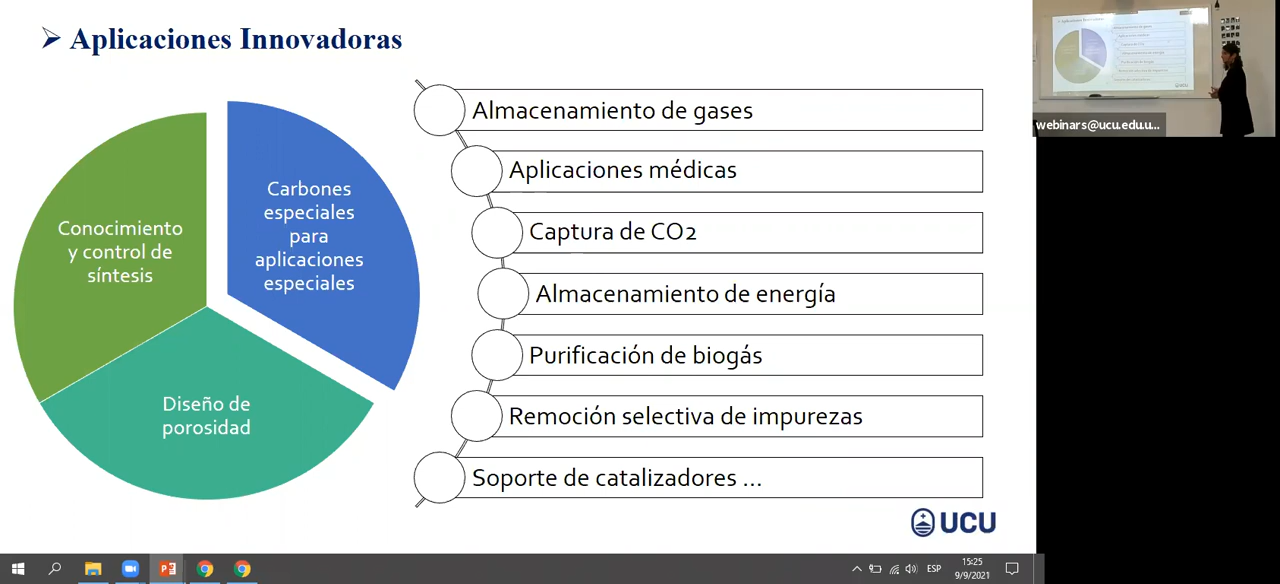 Aplicaciones Innovadoras
Conocimiento
y control de
síntesis
Carbones
especiales
para
aplicaciones
especiales
Diseño de
porosidad
Almacenamiento de gases
Aplicaciones médicas
Captura de CO2
Almacenamiento de energía
Purificación de biogás
Remoción selectiva de impurezas
Soporte de catalizadores ...
UCU
webinars@ucu.edu.u...
ESP
15:25
9/9/2021